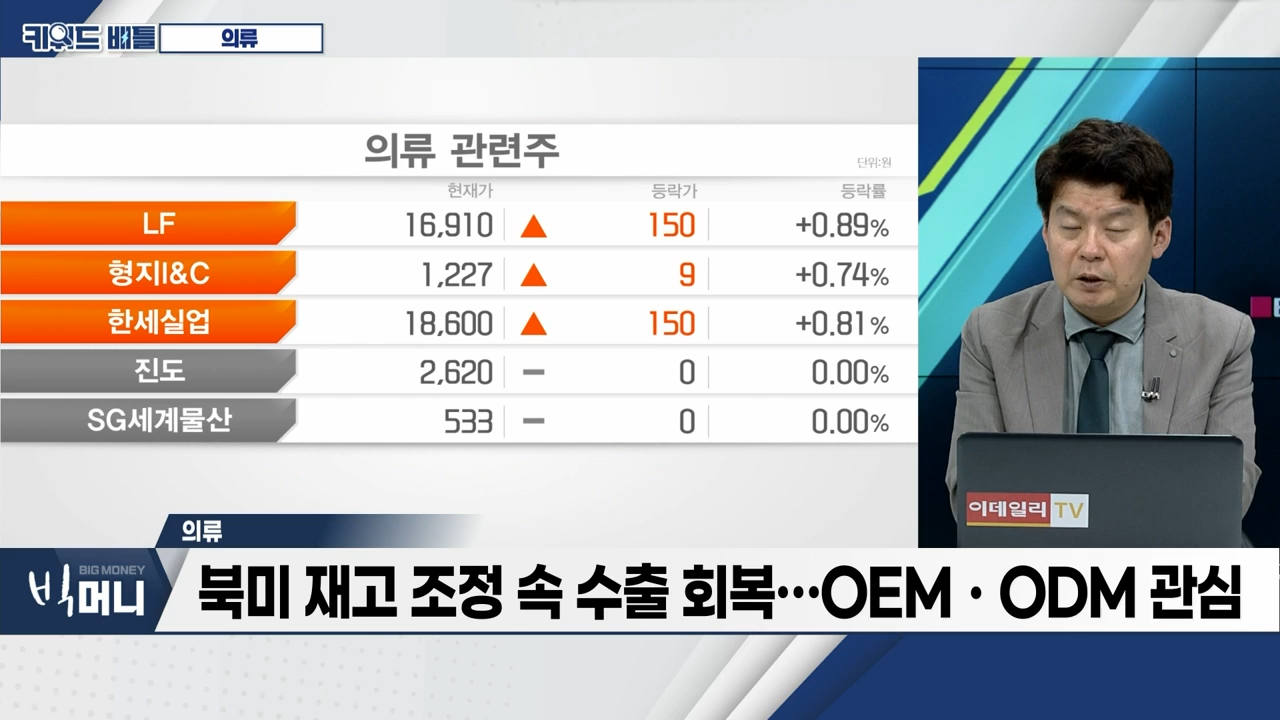 키워드 배틀 의류
의류 관련주
단위:원
현재가 등락가 등락률
LF 16,910 ▲ 150 +0.89%
형지I&C 1,227 ▲ 9 +0.74%
한세실업 18,600 ▲ 150 +0.81%
진도 2,620 - 0 0.00%
SG세계물산 533 - 0 0.00%
이데일리TV
의류
BIG MONEY
빅머니
북미 재고 조정 속 수출 회복…OEM·ODM 관심